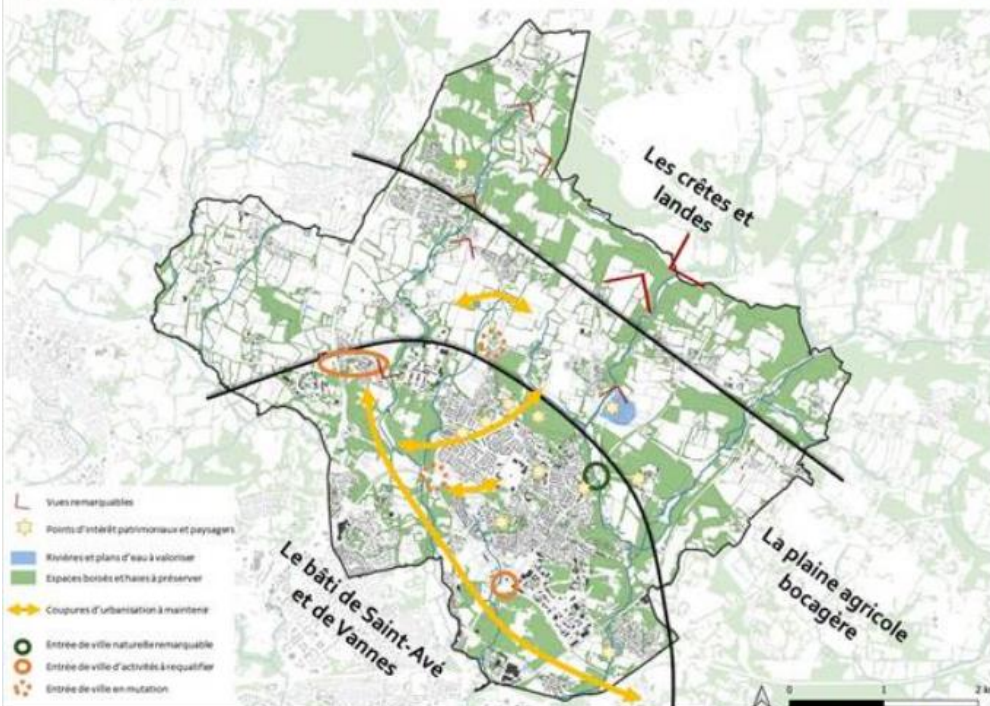 Les crêtes et
landes
Vues remarquables
Points d'intérêt patrimoniaux et paysagers
Rivières et plans d'eau à valoriser
Espaces boisés et haies à préserver
Coupures d'urbanisation à maintenir
Entrée de ville naturelle remarquable
Entrée de ville d'activités à requalifier
Entrée de ville en mutation
Le bâti de Saint-Avé
et de Vannes
La plaine agricole
bocagère
0 1 2 k